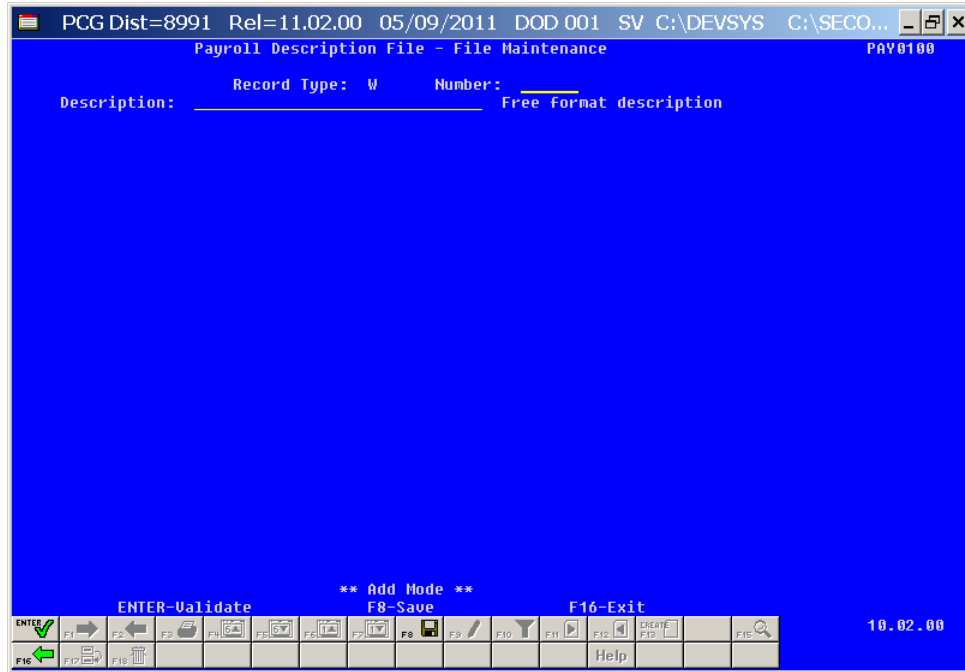 PCG Dist=8991 Rel=11.02.00 05/09/2011 DOD 001 SV C:\DEVSYS C:\SECO...
Payroll Description File - File Maintenance PAY0100
Record Type: W Number:
Description: Free format description
** Add Mode **
ENTER-Validate F8-Save F16-Exit
ENTER F1 F2 F3 F4 F5 F6 F7 F8 F9 F10 F11 F12 CREATE F13 F15 10.02.00
F16 F17 F18 Help